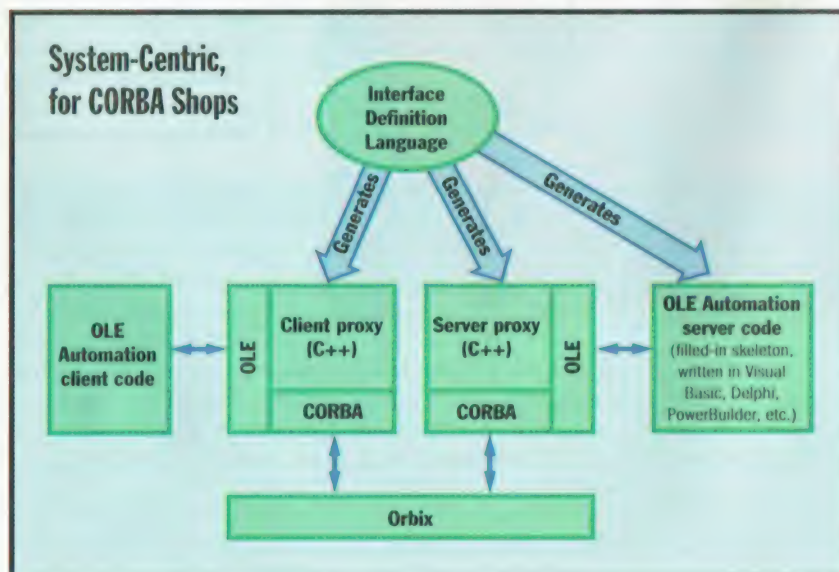 System-Centric,
for CORBA Shops
Interface
Definition
Language
Generates
Generates
Generates
OLE
Automation
client code
OLE
Client proxy
(C++)
CORBA
Server proxy
(C++)
CORBA
OLE
OLE Automation
server code
(filled-in skeleton,
written in Visual
Basic, Delphi,
PowerBuilder, etc.)
Orbix